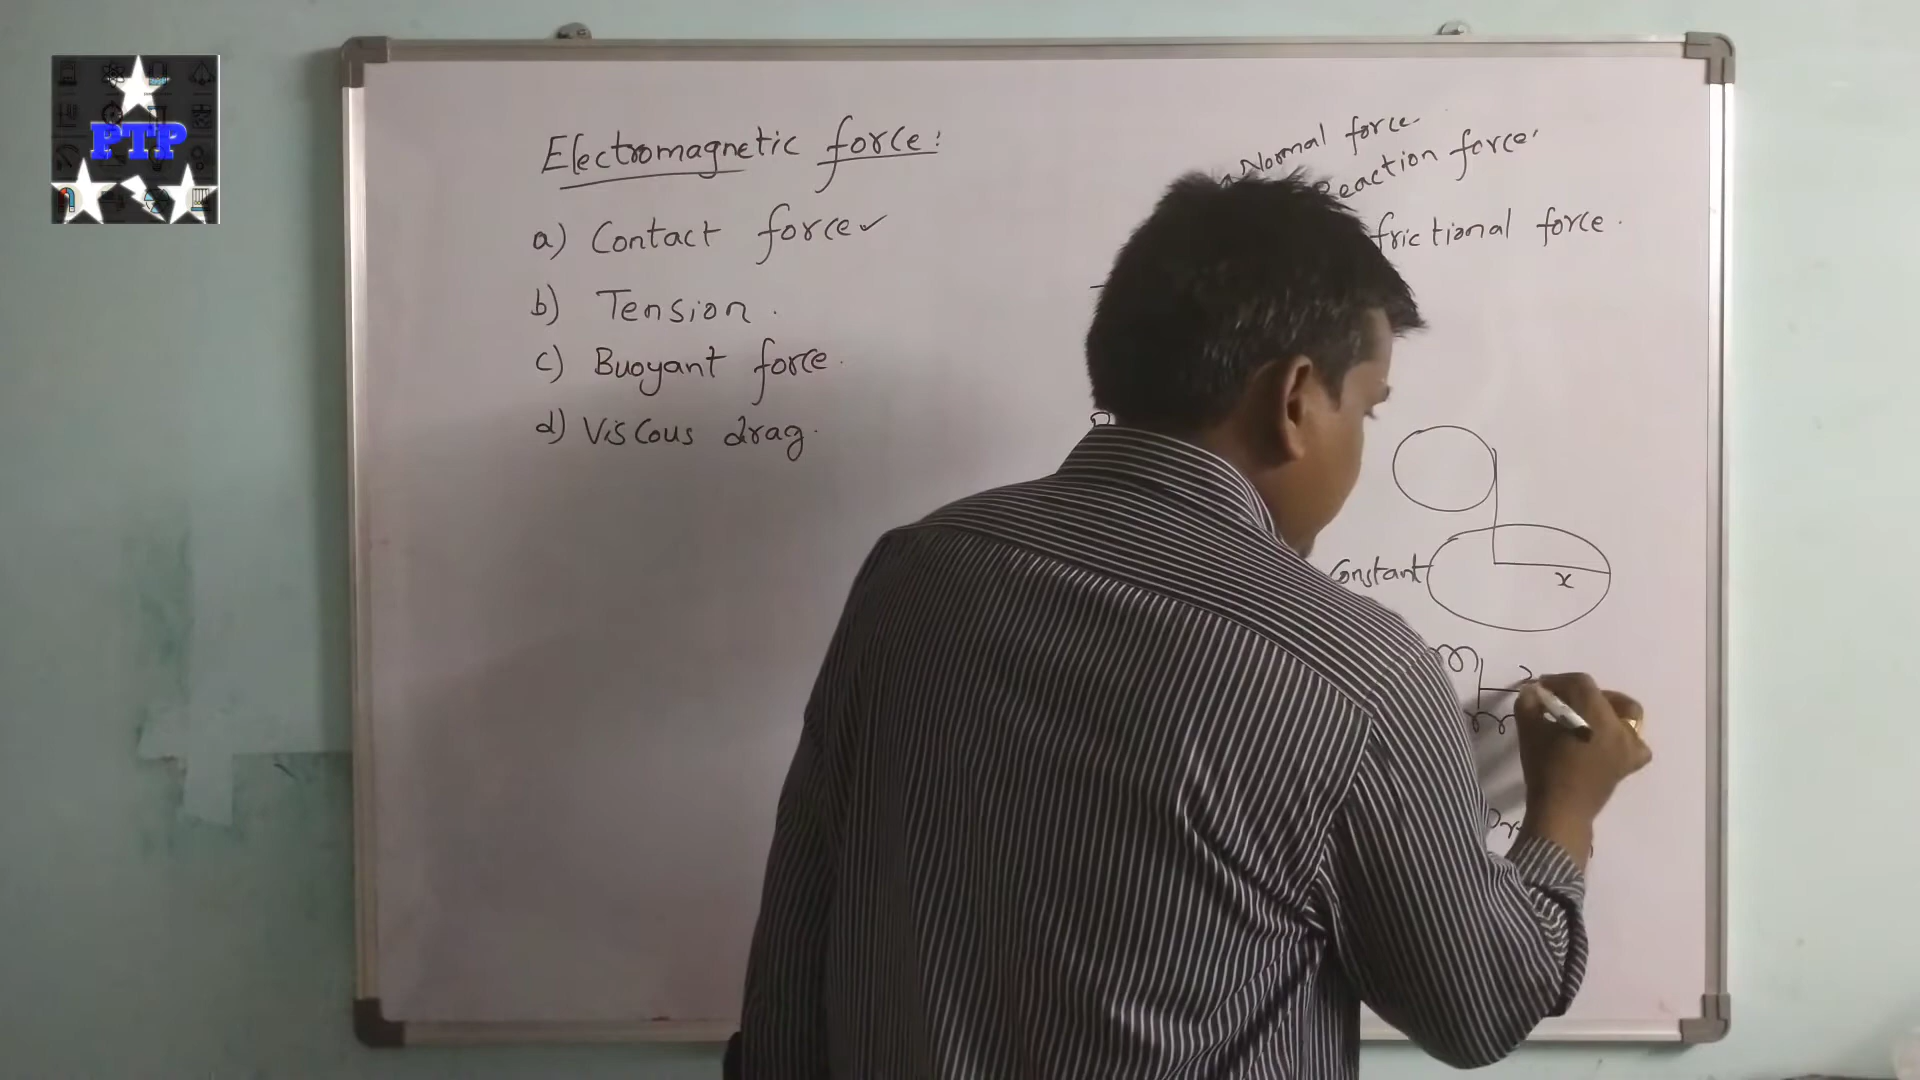 PTP
Electromagnetic force:
a) Contact force✓
b) Tension.
c) Buoyant force.
d) Viscous drag.
Normal force
Reaction force
frictional force.
Constant
x